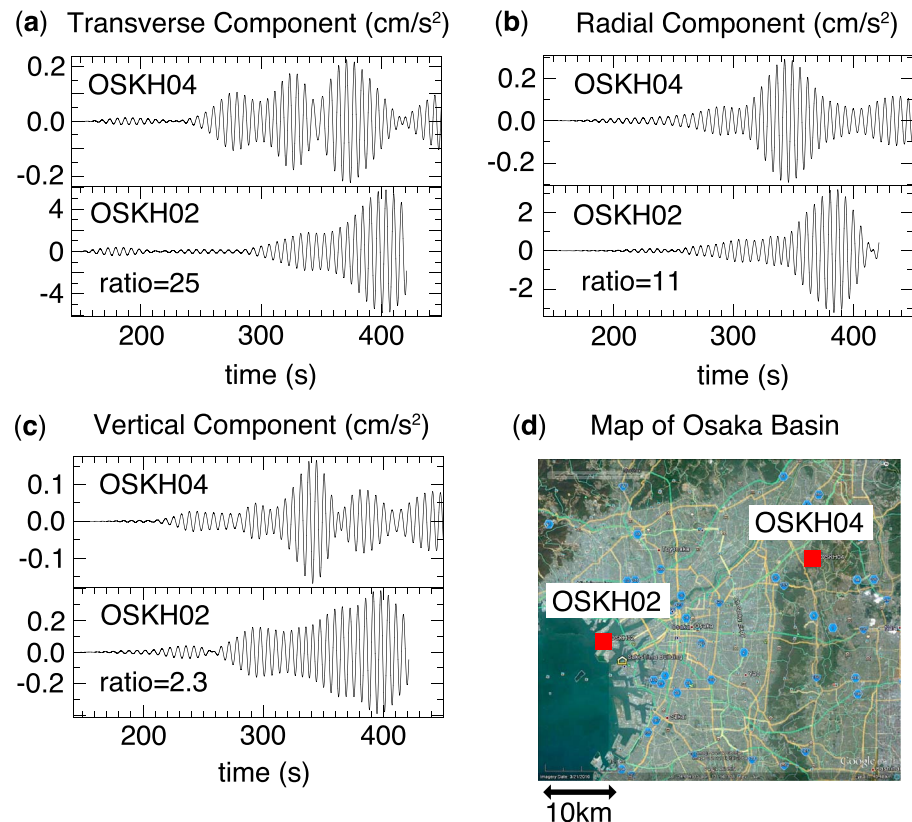 (a) Transverse Component (cm/s²)
OSKH04
0.2
0.0
-0.2
OSKH02
4
0
-4
ratio=25
200 300 400
time (s)
(b) Radial Component (cm/s²)
OSKH04
0.2
0.0
-0.2
OSKH02
2
0
-2
ratio=11
200 300 400
time (s)
(c) Vertical Component (cm/s²)
OSKH04
0.1
0.0
-0.1
OSKH02
0.2
0.0
-0.2
ratio=2.3
200 300 400
time (s)
(d) Map of Osaka Basin
OSKH04
OSKH02
Google
10km